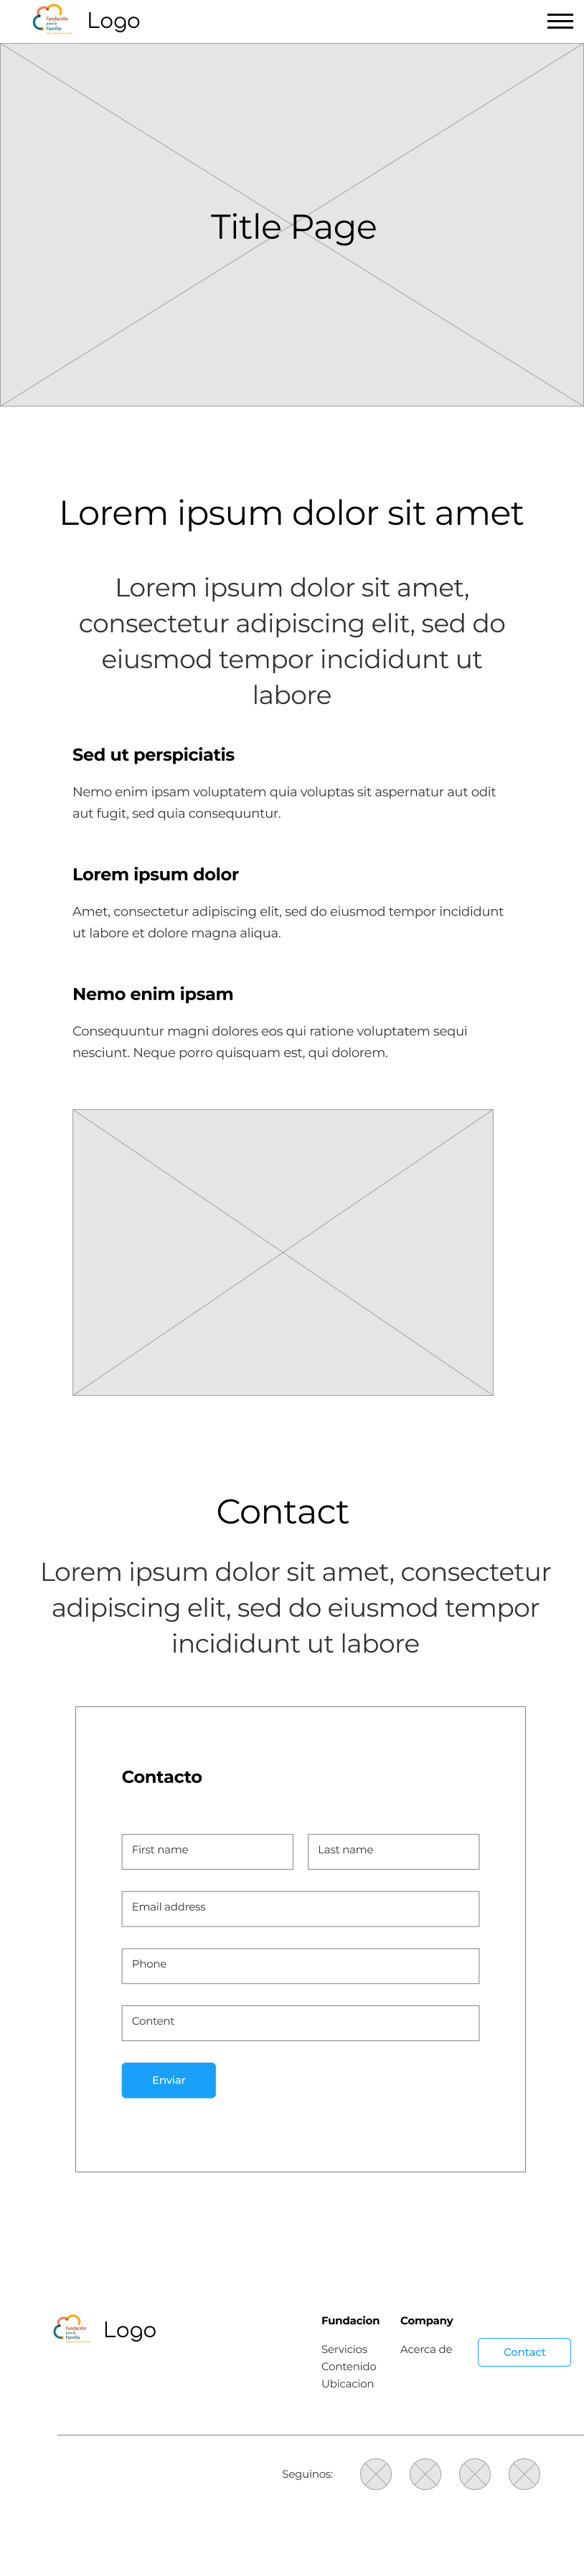 Fundación
para la
Familia
Logo
Title Page
Lorem ipsum dolor sit amet
Lorem ipsum dolor sit amet,
consectetur adipiscing elit, sed do
eiusmod tempor incididunt ut
labore
Sed ut perspiciatis
Nemo enim ipsam voluptatem quia voluptas sit aspernatur aut odit
aut fugit, sed quia consequuntur.
Lorem ipsum dolor
Amet, consectetur adipiscing elit, sed do eiusmod tempor incididunt
ut labore et dolore magna aliqua.
Nemo enim ipsam
Consequuntur magni dolores eos qui ratione voluptatem sequi
nesciunt. Neque porro quisquam est, qui dolorem.
Contact
Lorem ipsum dolor sit amet, consectetur
adipiscing elit, sed do eiusmod tempor
incididunt ut labore
Contacto
First name
Last name
Email address
Phone
Content
Enviar
Fundación
para la
Familia
Logo
Fundacion
Servicios
Contenido
Ubicacion
Company
Acerca de
Contact
Seguinos: